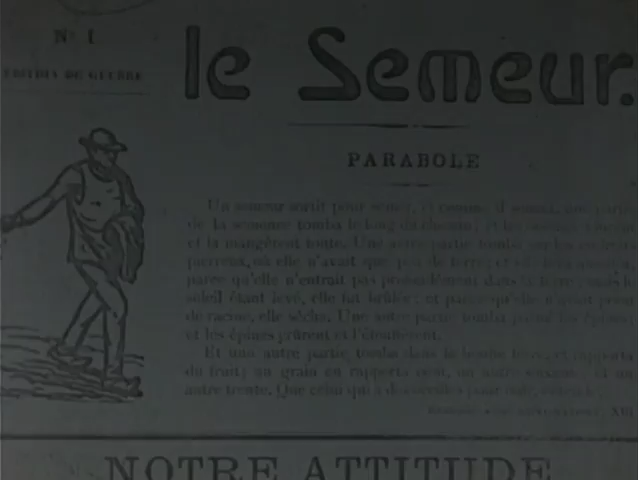 N° 1
EDITION DE GUERRE
le Semeur.
PARABOLE
Un semeur sortit pour semer, et comme il semait, une partie
de la semence tomba le long du chemin; et les oiseaux vinrent
et la mangèrent toute. Une autre partie tomba sur les endroits
pierreux, où elle n'avait que peu de terre; et
parce qu'elle n'entrait pas profondément dans la terre; mais le
soleil étant levé, elle fut brûlée; et parce qu'elle n'avait point
de racine, elle sécha. Une autre partie tomba parmi les épines;
et les épines crûrent et l'étouffèrent.
Et une autre partie tomba dans la bonne terre, et rapporta
du fruit; un grain en rapporta cent, un autre soixante, et un
autre trente. Que celui qui a des oreilles pour ouïr,
NOTRE ATTITUDE